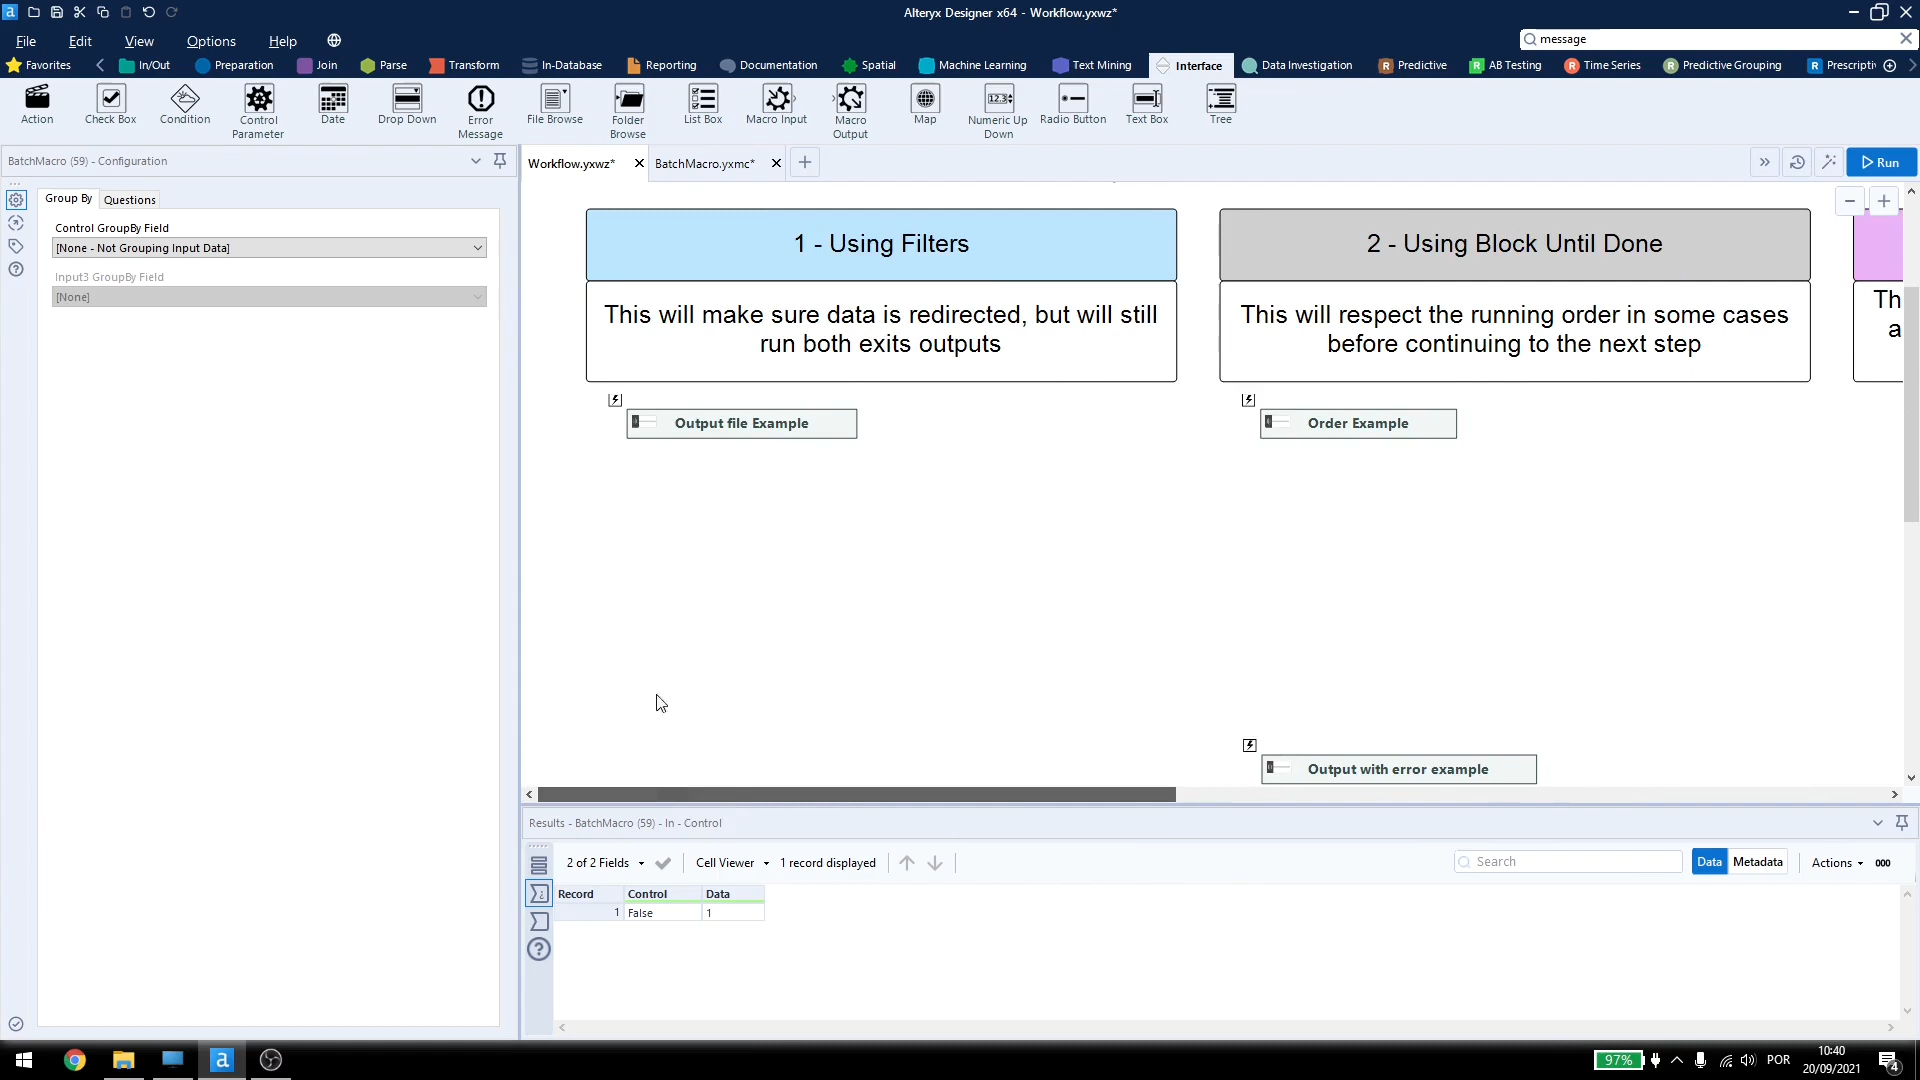 Alteryx Designer x64 - Workflow.yxwz*
File Edit View Options Help
message
Favorites In/Out Preparation Join Parse Transform In-Database Reporting Documentation Spatial Machine Learning Text Mining Interface Data Investigation Predictive AB Testing Time Series Predictive Grouping Prescripti
Action Check Box Condition Control Parameter Date Drop Down Error Message File Browse Folder Browse List Box Macro Input Macro Output Map Numeric Up Down Radio Button Text Box Tree
BatchMacro (59) - Configuration
Workflow.yxwz* BatchMacro.yxmc*
Run
Group By Questions
Control GroupBy Field
[None - Not Grouping Input Data]
Input3 GroupBy Field
[None]
1 - Using Filters
This will make sure data is redirected, but will still
run both exits outputs
Output file Example
2 - Using Block Until Done
This will respect the running order in some cases
before continuing to the next step
Order Example
Th
a
Output with error example
Results - BatchMacro (59) - In - Control
2 of 2 Fields Cell Viewer 1 record displayed Search Data Metadata Actions 000
Record Control Data
1 False 1
97% POR 10:40
20/09/2021
4